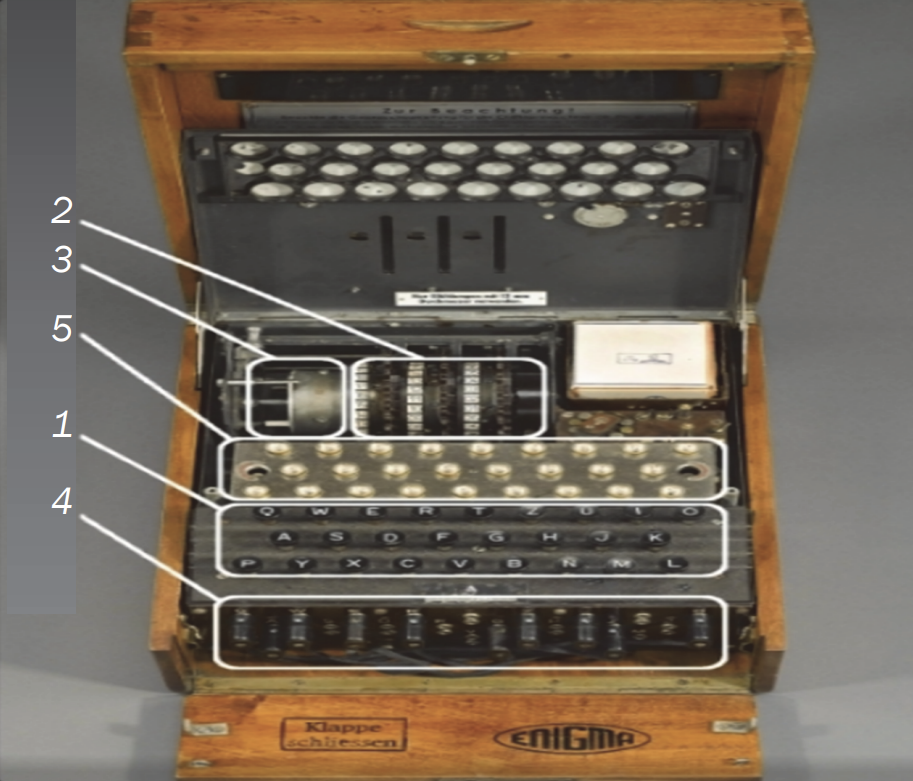 Zur Beachtung!
2
3
5
1
4
Q W E R T Z U I O
A S D F G H J K
P Y X C V B N M L
Klappe
schliessen
ENIGMA